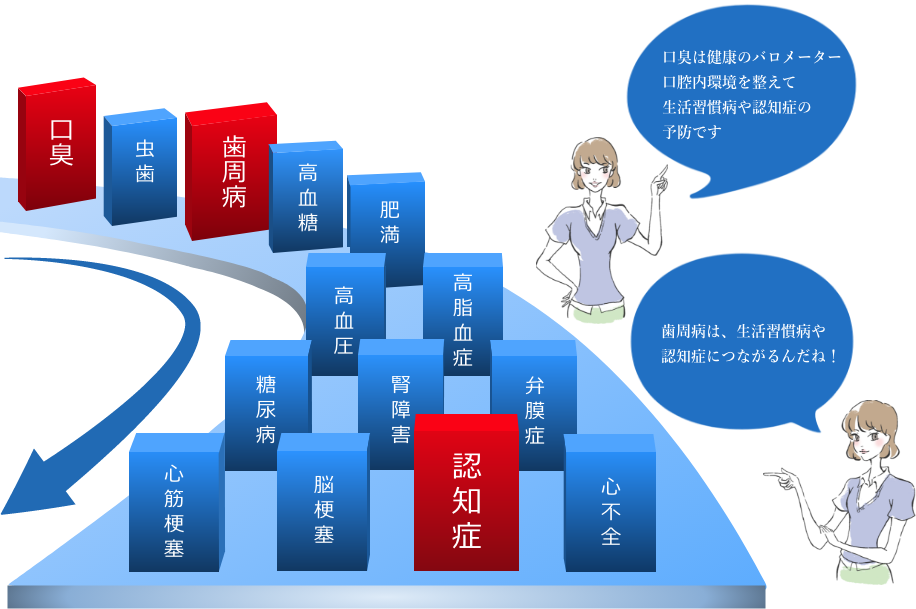 口臭は健康のバロメーター
口腔内環境を整えて
生活習慣病や認知症の
予防です
口臭
虫歯
歯周病
高血糖
肥満
高血圧
高脂血症
糖尿病
腎障害
弁膜症
心筋梗塞
脳梗塞
認知症
心不全
歯周病は、生活習慣病や
認知症につながるんだね！